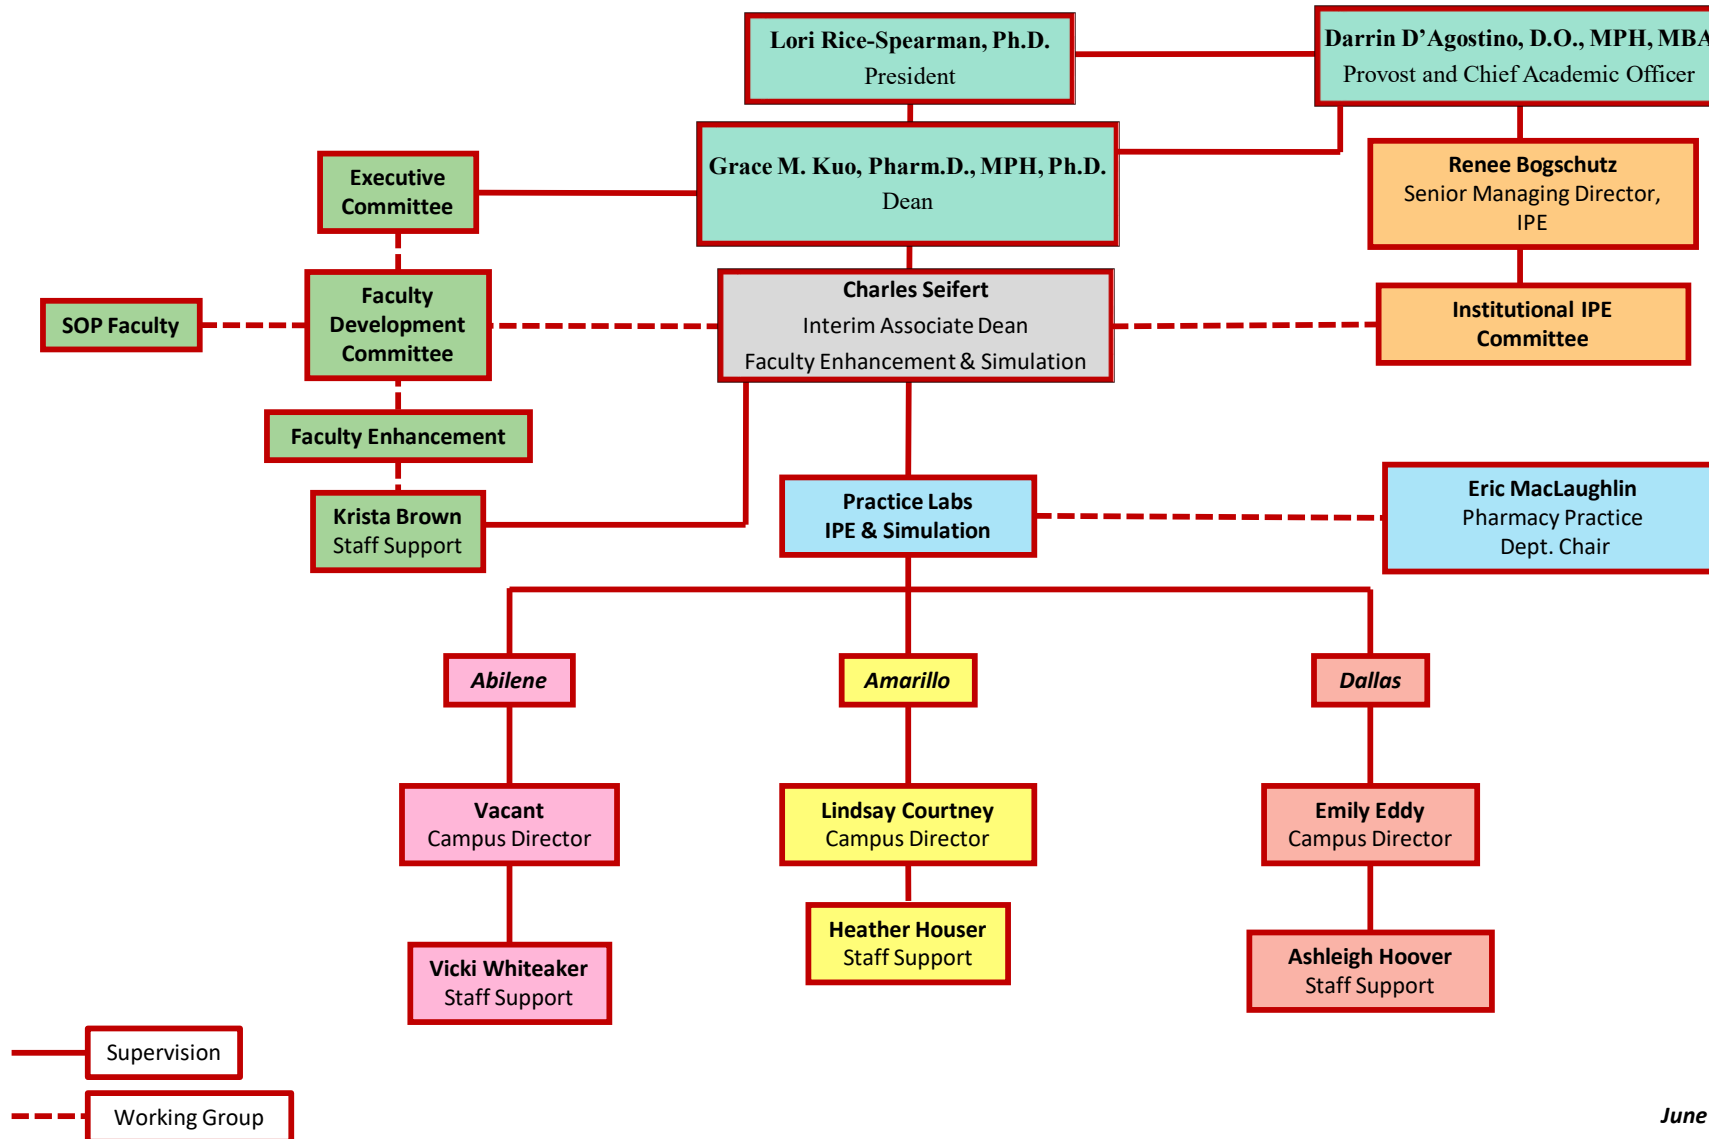 Lori Rice-Spearman, Ph.D.
President
Darrin D’Agostino, D.O., MPH, MBA
Provost and Chief Academic Officer
Grace M. Kuo, Pharm.D., MPH, Ph.D.
Dean
Executive
Committee
Renee Bogschutz
Senior Managing Director,
IPE
SOP Faculty
Faculty
Development
Committee
Charles Seifert
Interim Associate Dean
Faculty Enhancement & Simulation
Institutional IPE
Committee
Faculty Enhancement
Krista Brown
Staff Support
Practice Labs
IPE & Simulation
Eric MacLaughlin
Pharmacy Practice
Dept. Chair
Abilene
Amarillo
Dallas
Vacant
Campus Director
Lindsay Courtney
Campus Director
Emily Eddy
Campus Director
Vicki Whiteaker
Staff Support
Heather Houser
Staff Support
Ashleigh Hoover
Staff Support
Supervision
Working Group
June